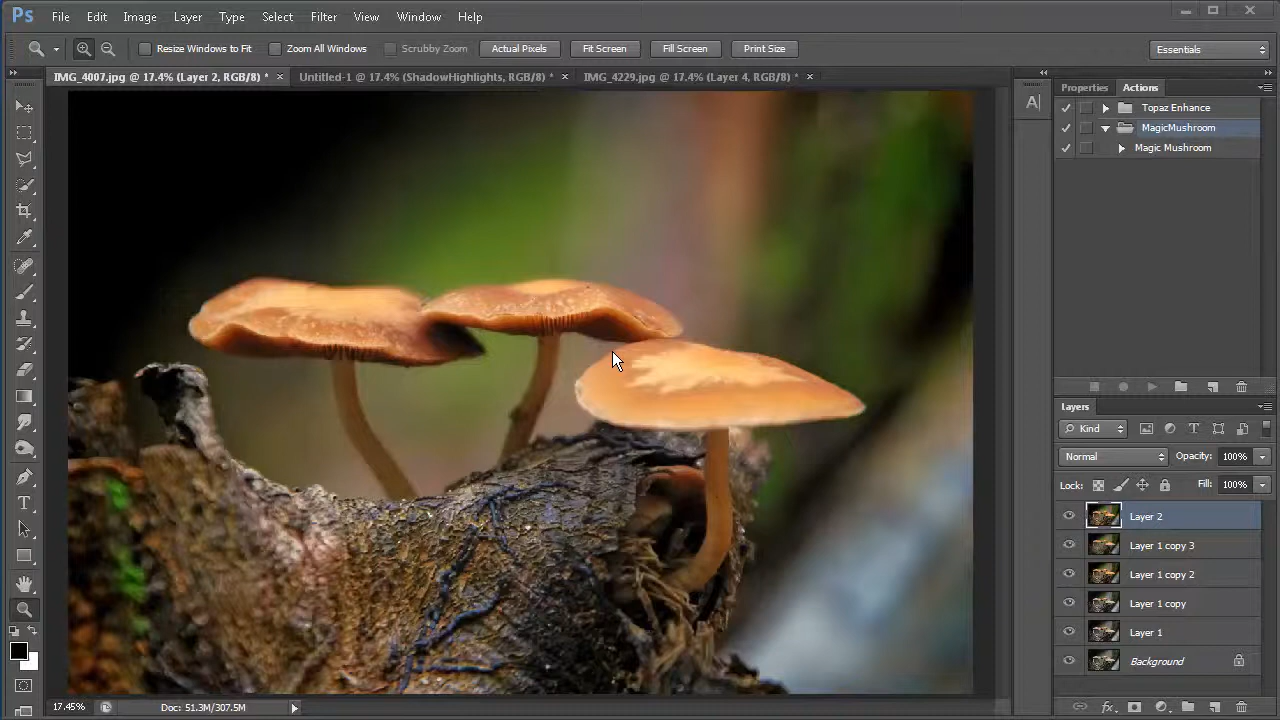 Ps File Edit Image Layer Type Select Filter View Window Help
Resize Windows to Fit Zoom All Windows Scrubby Zoom Actual Pixels Fit Screen Fill Screen Print Size Essentials
IMG_4007.jpg @ 17.4% (Layer 2, RGB/8) * × Untitled-1 @ 17.4% (ShadowHighlights, RGB/8) * × IMG_4229.jpg @ 17.4% (Layer 4, RGB/8) * ×
Properties Actions
Topaz Enhance
MagicMushroom
Magic Mushroom
Layers
Kind
Normal Opacity: 100%
Lock: Fill: 100%
Layer 2
Layer 1 copy 3
Layer 1 copy 2
Layer 1 copy
Layer 1
Background
17.45% Doc: 51.3M/307.5M